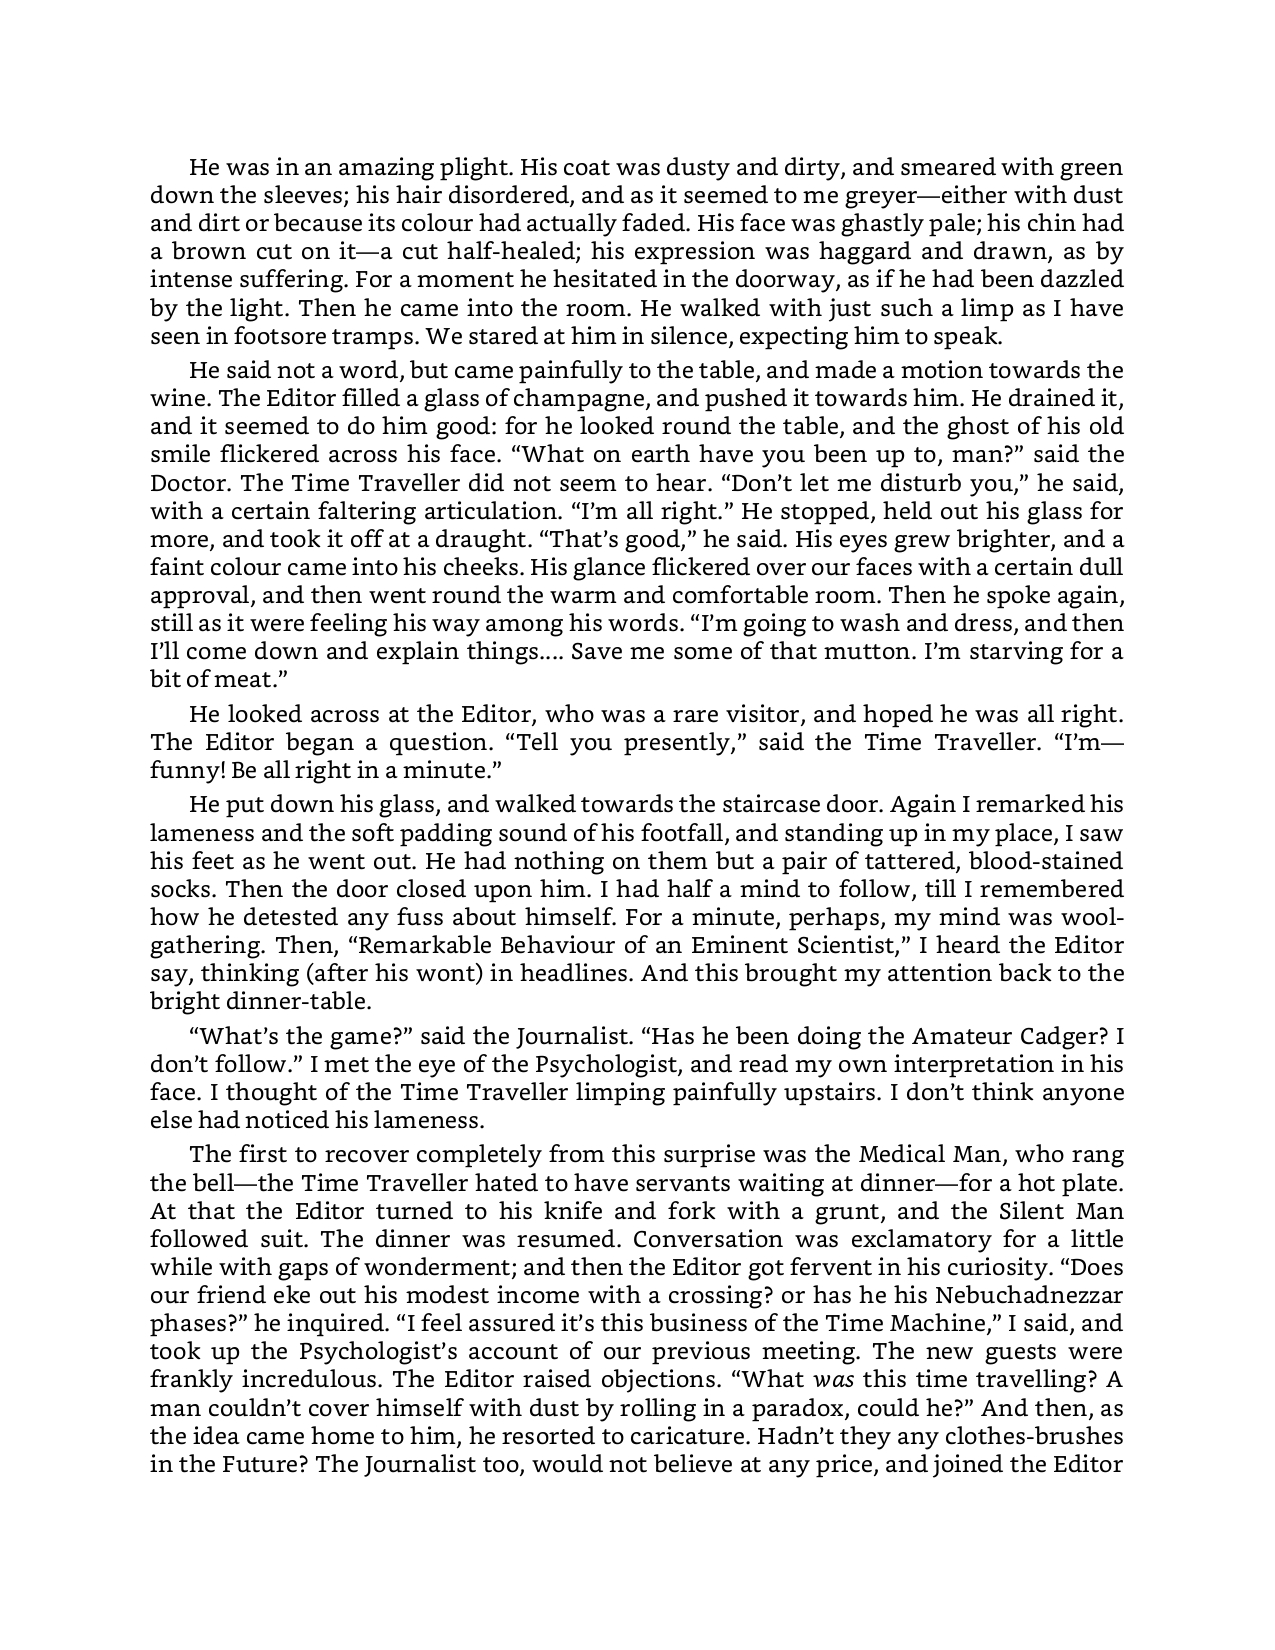 He was in an amazing plight. His coat was dusty and dirty, and smeared with green
down the sleeves; his hair disordered, and as it seemed to me greyer—either with dust
and dirt or because its colour had actually faded. His face was ghastly pale; his chin had
a brown cut on it—a cut half-healed; his expression was haggard and drawn, as by
intense suffering. For a moment he hesitated in the doorway, as if he had been dazzled
by the light. Then he came into the room. He walked with just such a limp as I have
seen in footsore tramps. We stared at him in silence, expecting him to speak.
He said not a word, but came painfully to the table, and made a motion towards the
wine. The Editor filled a glass of champagne, and pushed it towards him. He drained it,
and it seemed to do him good: for he looked round the table, and the ghost of his old
smile flickered across his face. “What on earth have you been up to, man?” said the
Doctor. The Time Traveller did not seem to hear. “Don’t let me disturb you,” he said,
with a certain faltering articulation. “I’m all right.” He stopped, held out his glass for
more, and took it off at a draught. “That’s good,” he said. His eyes grew brighter, and a
faint colour came into his cheeks. His glance flickered over our faces with a certain dull
approval, and then went round the warm and comfortable room. Then he spoke again,
still as it were feeling his way among his words. “I’m going to wash and dress, and then
I’ll come down and explain things.... Save me some of that mutton. I’m starving for a
bit of meat.”
He looked across at the Editor, who was a rare visitor, and hoped he was all right.
The Editor began a question. “Tell you presently,” said the Time Traveller. “I’m—
funny! Be all right in a minute.”
He put down his glass, and walked towards the staircase door. Again I remarked his
lameness and the soft padding sound of his footfall, and standing up in my place, I saw
his feet as he went out. He had nothing on them but a pair of tattered, blood-stained
socks. Then the door closed upon him. I had half a mind to follow, till I remembered
how he detested any fuss about himself. For a minute, perhaps, my mind was wool-
gathering. Then, “Remarkable Behaviour of an Eminent Scientist,” I heard the Editor
say, thinking (after his wont) in headlines. And this brought my attention back to the
bright dinner-table.
“What’s the game?” said the Journalist. “Has he been doing the Amateur Cadger? I
don’t follow.” I met the eye of the Psychologist, and read my own interpretation in his
face. I thought of the Time Traveller limping painfully upstairs. I don’t think anyone
else had noticed his lameness.
The first to recover completely from this surprise was the Medical Man, who rang
the bell—the Time Traveller hated to have servants waiting at dinner—for a hot plate.
At that the Editor turned to his knife and fork with a grunt, and the Silent Man
followed suit. The dinner was resumed. Conversation was exclamatory for a little
while with gaps of wonderment; and then the Editor got fervent in his curiosity. “Does
our friend eke out his modest income with a crossing? or has he his Nebuchadnezzar
phases?” he inquired. “I feel assured it’s this business of the Time Machine,” I said, and
took up the Psychologist’s account of our previous meeting. The new guests were
frankly incredulous. The Editor raised objections. “What was this time travelling? A
man couldn’t cover himself with dust by rolling in a paradox, could he?” And then, as
the idea came home to him, he resorted to caricature. Hadn’t they any clothes-brushes
in the Future? The Journalist too, would not believe at any price, and joined the Editor